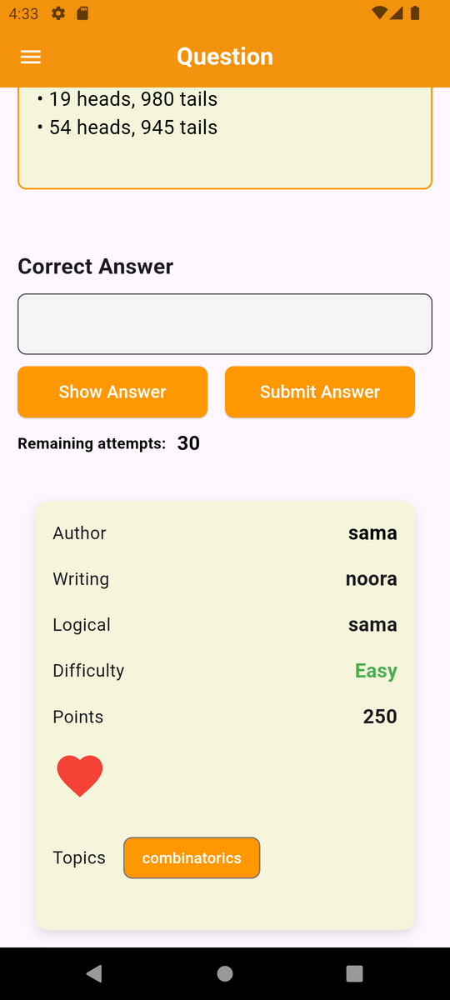 4:33
Question
• 19 heads, 980 tails
• 54 heads, 945 tails
Correct Answer
Show Answer
Submit Answer
Remaining attempts: 30
Author sama
Writing noora
Logical sama
Difficulty Easy
Points 250
Topics combinatorics